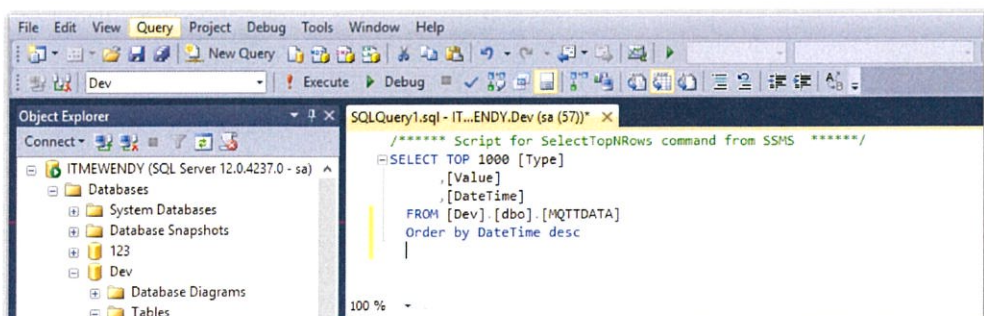 File Edit View Query Project Debug Tools Window Help
New Query
Dev Execute Debug
Object Explorer
Connect
ITMEWENDY (SQL Server 12.0.4237.0 - sa)
Databases
System Databases
Database Snapshots
123
Dev
Database Diagrams
Tables
SQLQuery1.sql - IT...ENDY.Dev (sa (57))*
/****** Script for SelectTopNRows command from SSMS ******/
SELECT TOP 1000 [Type]
,[Value]
,[DateTime]
FROM [Dev].[dbo].[MQTTDATA]
Order by DateTime desc
100 %